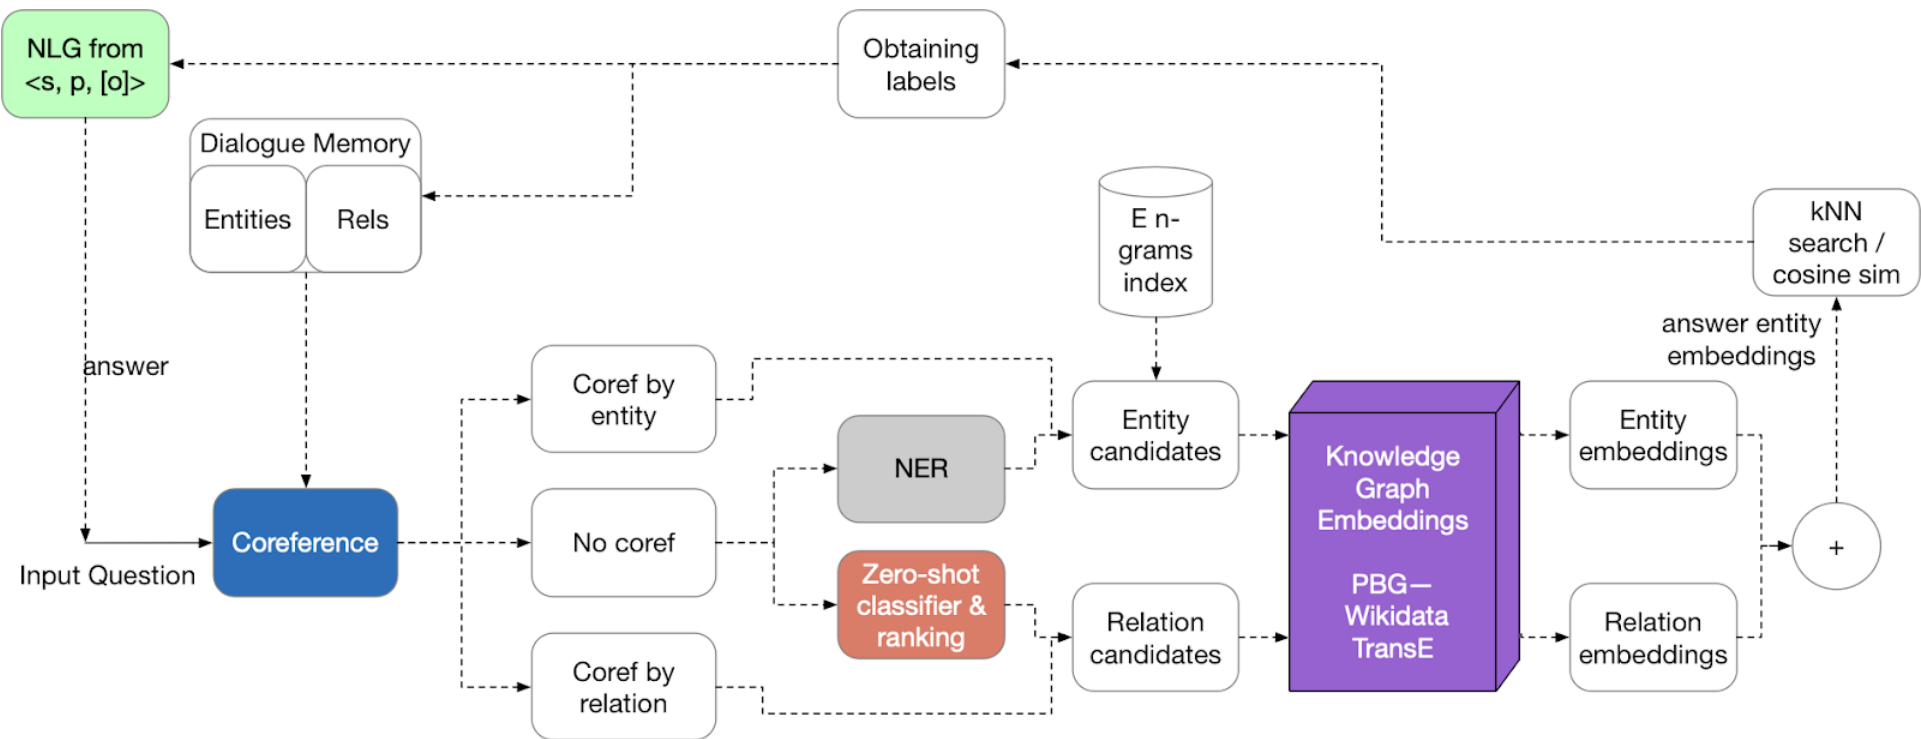 NLG from
<s, p, [o]>
Obtaining
labels
Dialogue Memory
Entities
Rels
E n-
grams
index
kNN
search /
cosine sim
answer entity
embeddings
answer
Input Question
Coreference
Coref by
entity
No coref
Coref by
relation
NER
Zero-shot
classifier &
ranking
Entity
candidates
Relation
candidates
Knowledge
Graph
Embeddings
PBG—
Wikidata
TransE
Entity
embeddings
Relation
embeddings
+